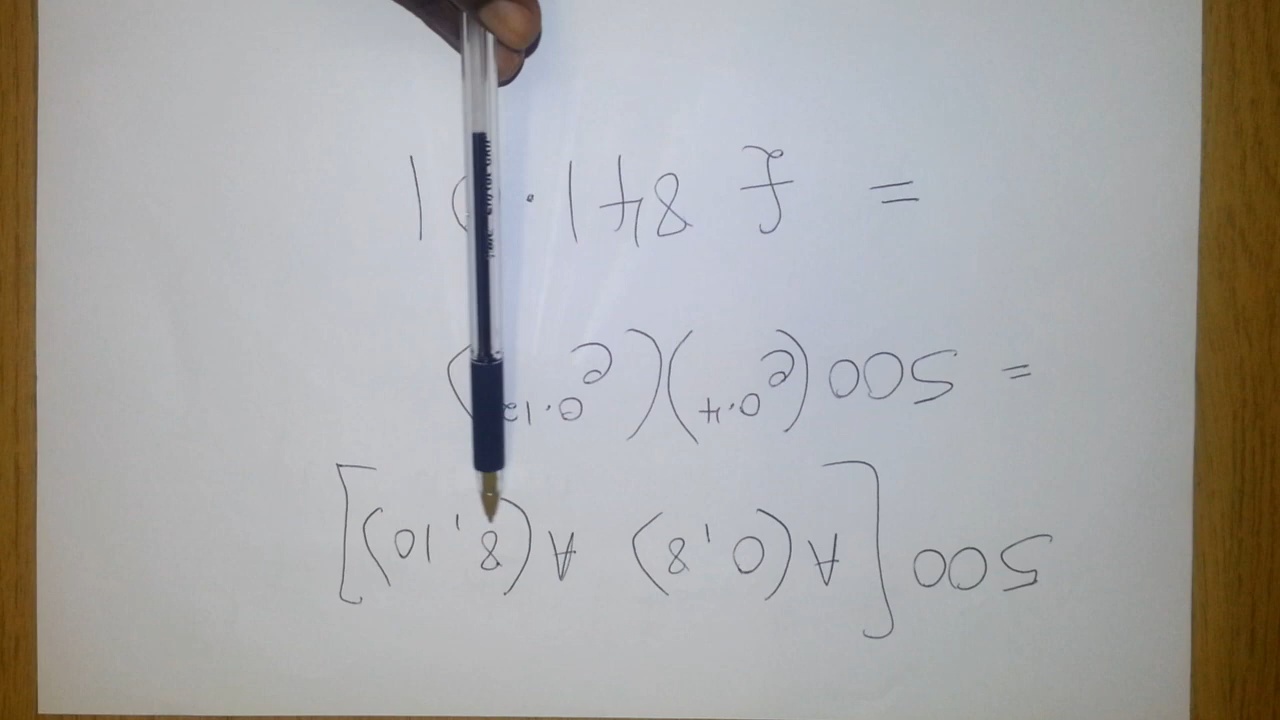 500 [A(0,8) A(8,10)]
= 500 (e^0.4)(e^0.12)
= £ 841.01